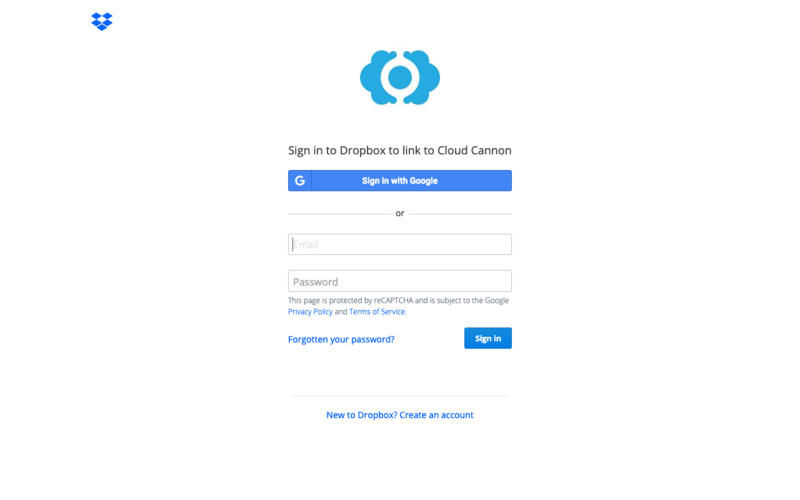 Sign in to Dropbox to link to Cloud Cannon
Sign in with Google
or
Email
Password
This page is protected by reCAPTCHA and is subject to the Google
Privacy Policy and Terms of Service.
Forgotten your password?
Sign in
New to Dropbox? Create an account